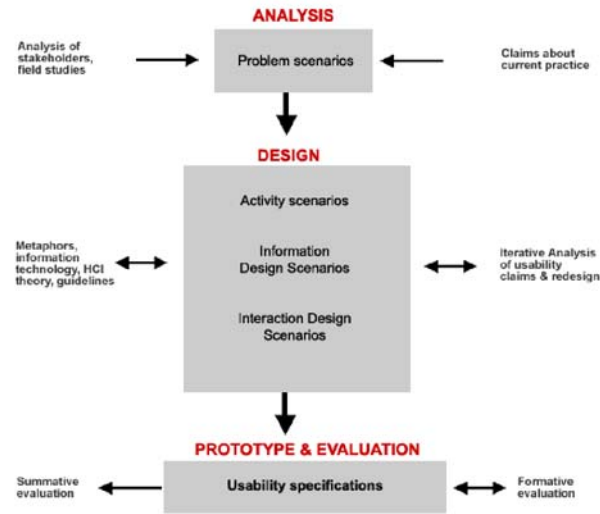 ANALYSIS
Analysis of
stakeholders,
field studies
Problem scenarios
Claims about
current practice
DESIGN
Activity scenarios
Metaphors,
information
technology, HCI
theory, guidelines
Information
Design Scenarios
Iterative Analysis
of usability
claims & redesign
Interaction Design
Scenarios
PROTOTYPE & EVALUATION
Summative
evaluation
Usability specifications
Formative
evaluation